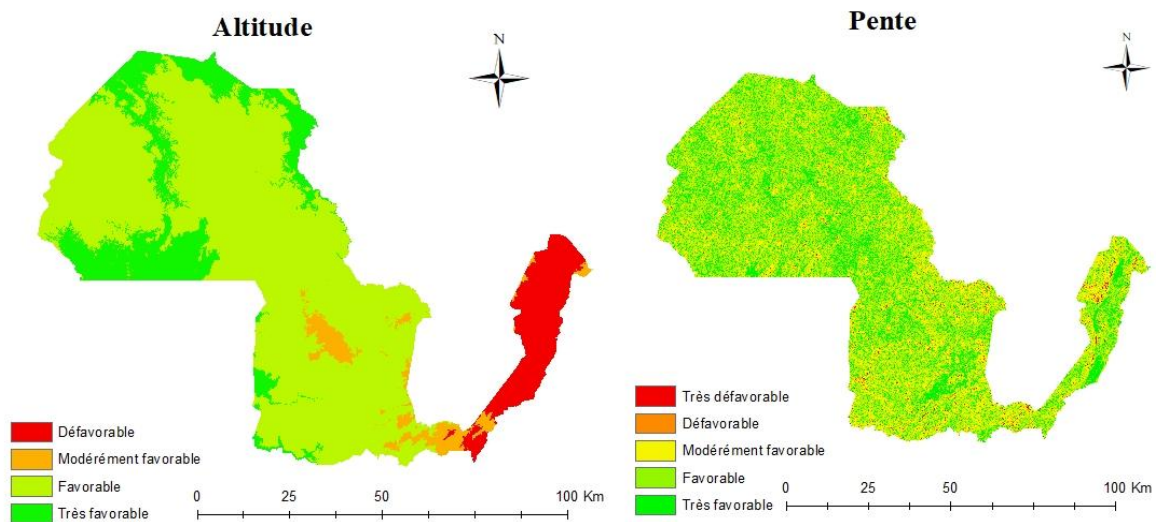 Altitude
N
Défavorable
Modérément favorable
Favorable
Très favorable
0 25 50 100 Km
Pente
N
Très défavorable
Défavorable
Modérément favorable
Favorable
Très favorable
0 25 50 100 Km